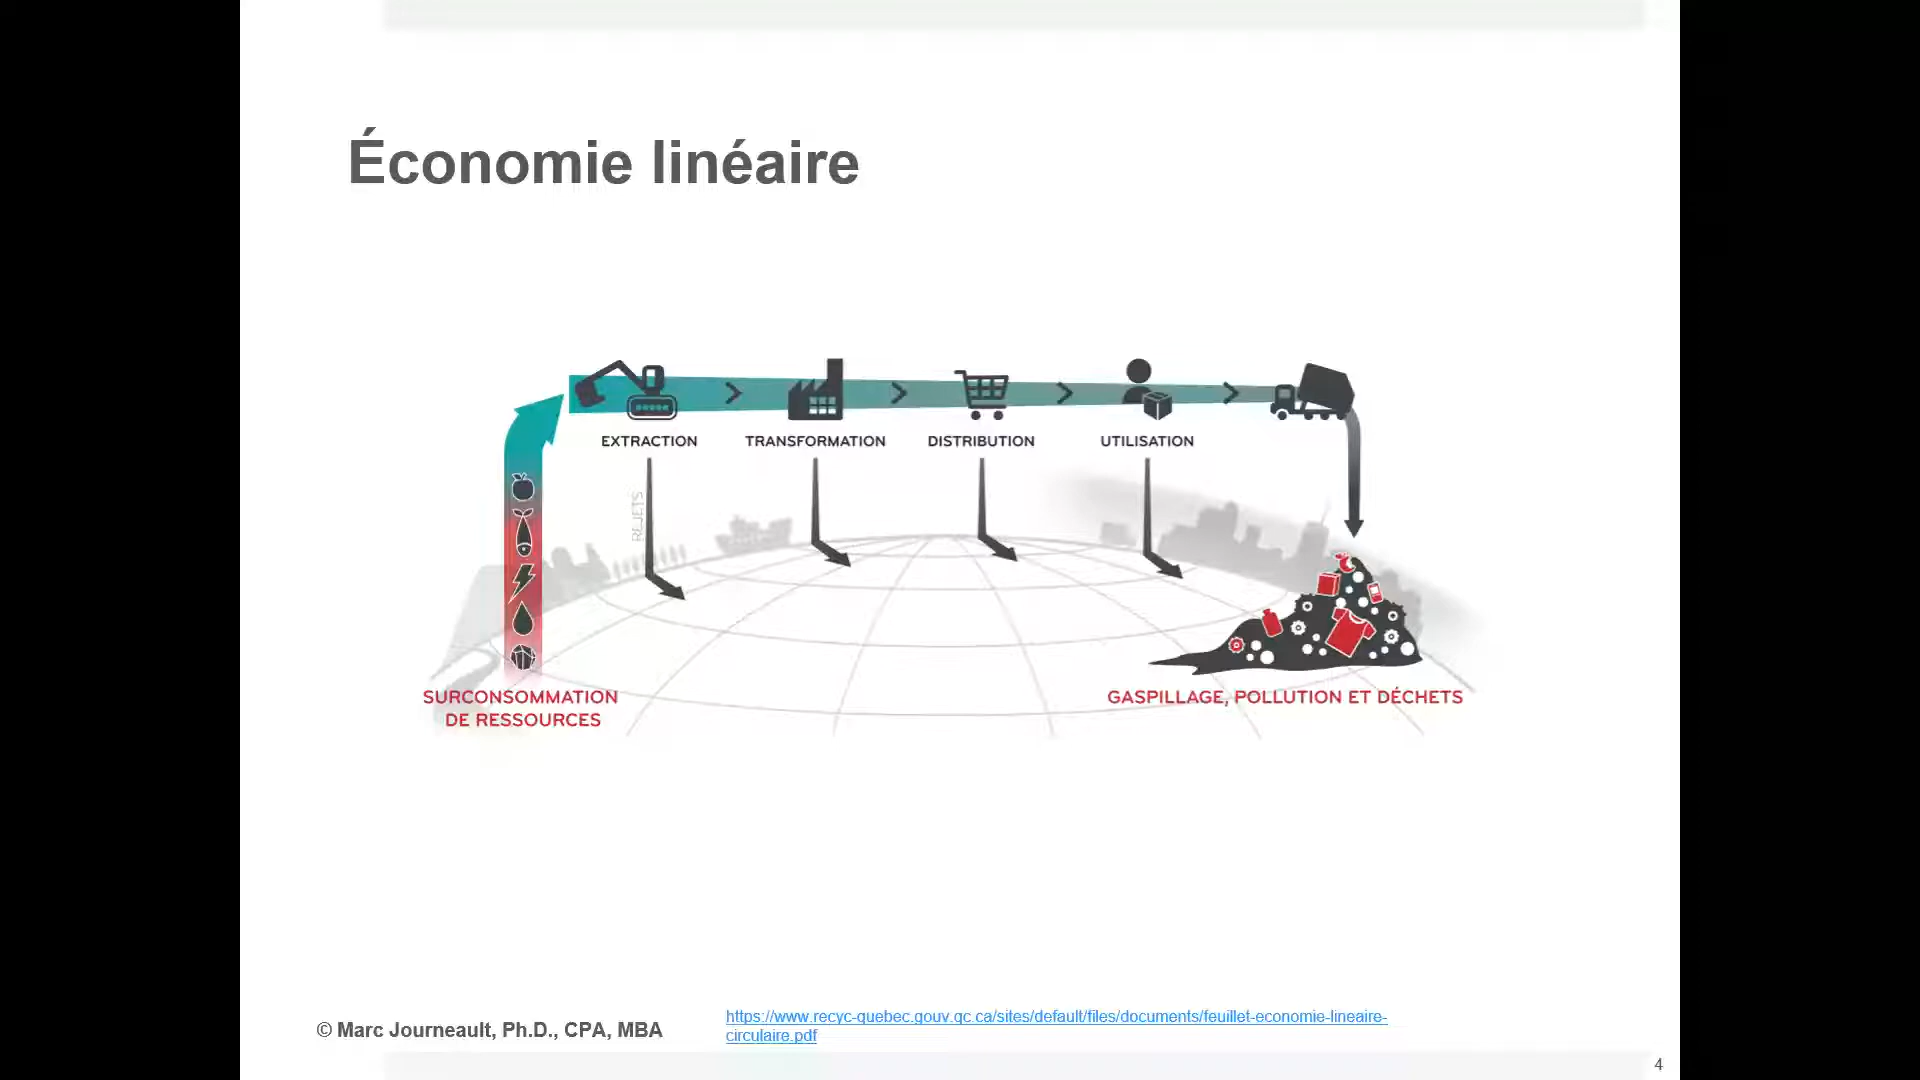 Économie linéaire
EXTRACTION
TRANSFORMATION
DISTRIBUTION
UTILISATION
REJETS
SURCONSOMMATION
DE RESSOURCES
GASPILLAGE, POLLUTION ET DÉCHETS
© Marc Journeault, Ph.D., CPA, MBA
https://www.recyc-quebec.gouv.qc.ca/sites/default/files/documents/feuillet-economie-lineaire-
circulaire.pdf
4